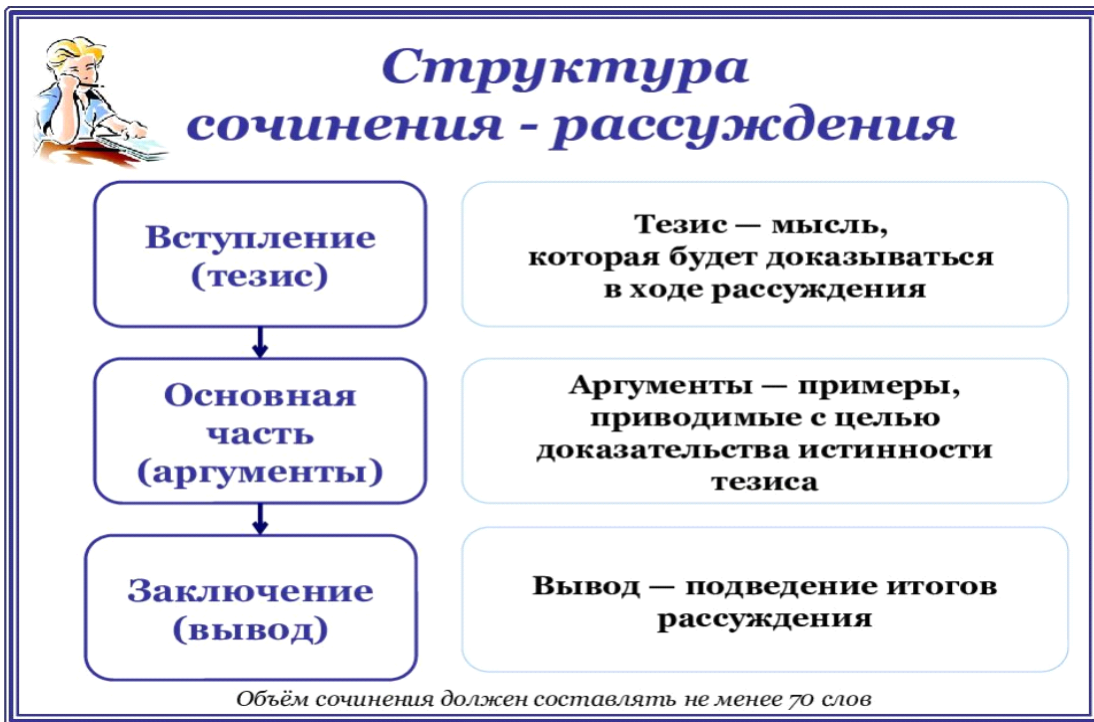 Структура
сочинения - рассуждения
Вступление
(тезис)
Тезис — мысль,
которая будет доказываться
в ходе рассуждения
Основная
часть
(аргументы)
Аргументы — примеры,
приводимые с целью
доказательства истинности
тезиса
Заключение
(вывод)
Вывод — подведение итогов
рассуждения
Объём сочинения должен составлять не менее 70 слов